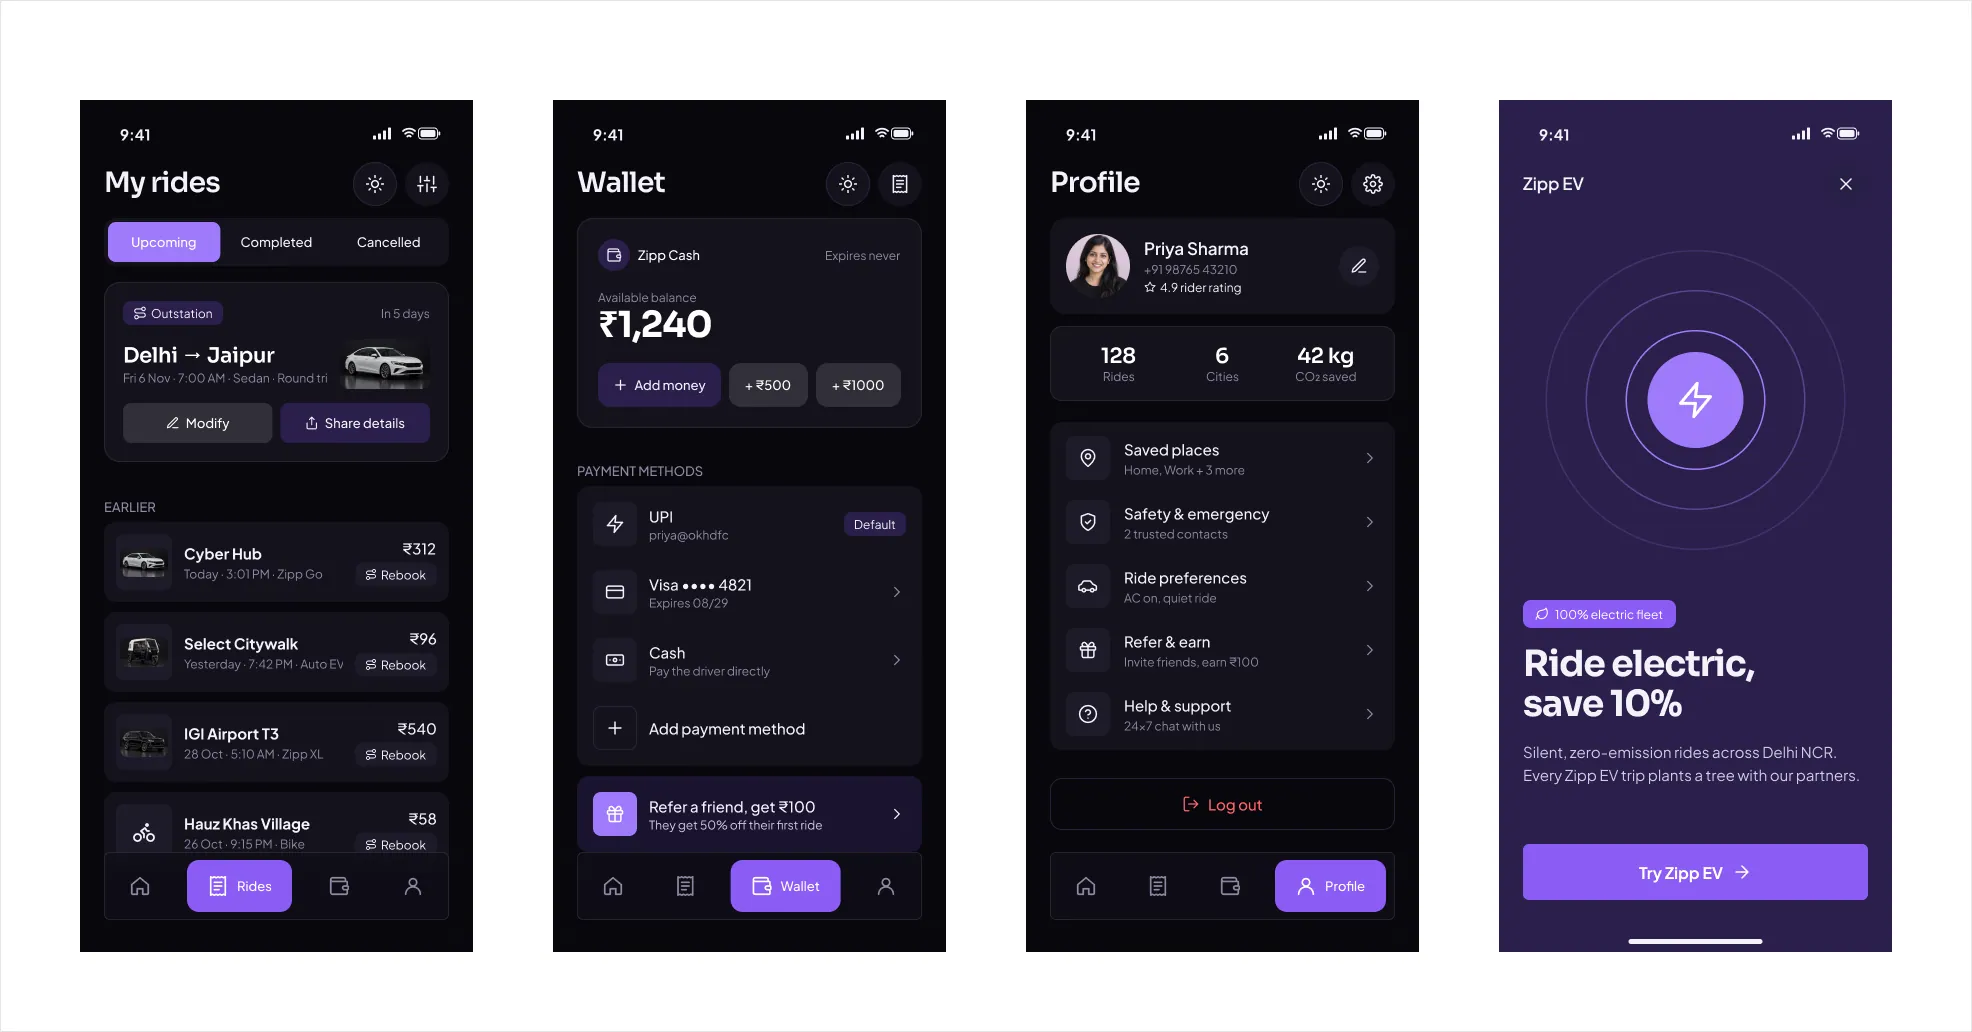 9:41
My rides
Upcoming Completed Cancelled
Outstation In 5 days
Delhi → Jaipur
Fri 6 Nov · 7:00 AM · Sedan · Round tri
Modify Share details
EARLIER
Cyber Hub ₹312
Today · 3:01 PM · Zipp Go Rebook
Select Citywalk ₹96
Yesterday · 7:42 PM · Auto EV Rebook
IGI Airport T3 ₹540
28 Oct · 5:10 AM · Zipp XL Rebook
Hauz Khas Village ₹58
26 Oct · 9:15 PM · Bike Rebook
Rides
9:41
Wallet
Zipp Cash Expires never
Available balance
₹1,240
+ Add money + ₹500 + ₹1000
PAYMENT METHODS
UPI
priya@okhdfc Default
Visa •••• 4821
Expires 08/29
Cash
Pay the driver directly
Add payment method
Refer a friend, get ₹100
They get 50% off their first ride
Wallet
9:41
Profile
Priya Sharma
+91 98765 43210
4.9 rider rating
128 6 42 kg
Rides Cities CO₂ saved
Saved places
Home, Work + 3 more
Safety & emergency
2 trusted contacts
Ride preferences
AC on, quiet ride
Refer & earn
Invite friends, earn ₹100
Help & support
24×7 chat with us
Log out
Profile
9:41
Zipp EV
100% electric fleet
Ride electric,
save 10%
Silent, zero-emission rides across Delhi NCR.
Every Zipp EV trip plants a tree with our partners.
Try Zipp EV →